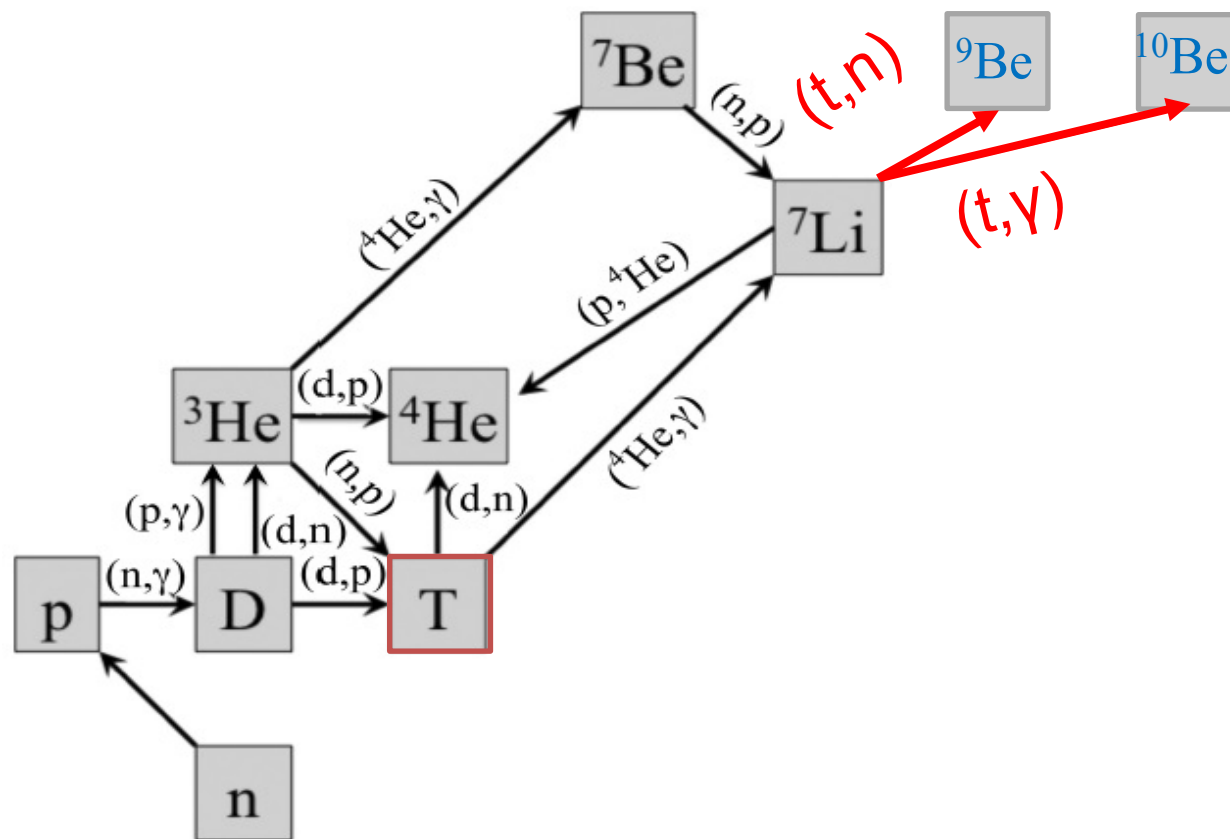 ⁷Be
⁹Be
¹⁰Be
(n,p)
(t,n)
(t,γ)
⁷Li
(⁴He,γ)
(p,⁴He)
³He
(d,p)
⁴He
(⁴He,γ)
(n,p)
(p,γ)
(d,n)
(d,n)
p
(n,γ)
D
(d,p)
T
n